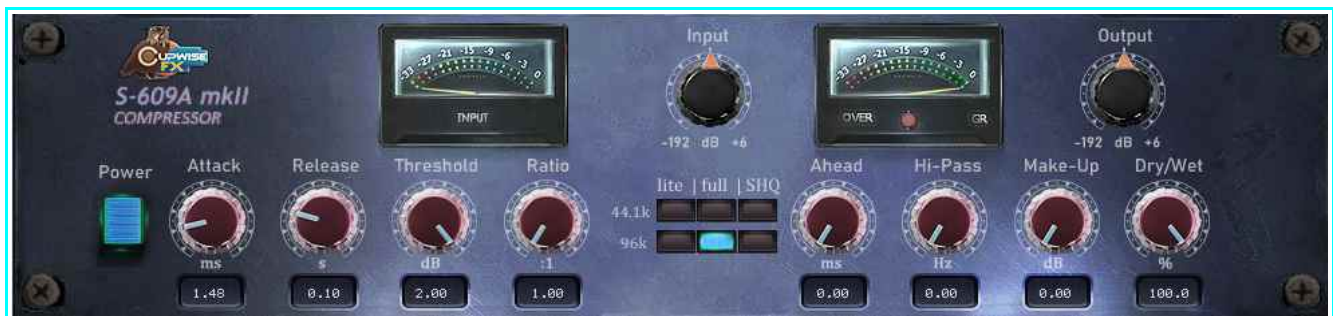 CUPWISE
FX
S-609A mkII
COMPRESSOR
-33 -27 -21 -15 -9 -6 -3 0
INPUT
Input
-192 dB +6
-33 -27 -21 -15 -9 -6 -3 0
OVER GR
Output
-192 dB +6
Power
Attack
ms
1.48
Release
s
0.10
Threshold
dB
2.00
Ratio
:1
1.00
lite | full | SHQ
44.1k
96k
Ahead
ms
0.00
Hi-Pass
Hz
0.00
Make-Up
dB
0.00
Dry/Wet
%
100.0